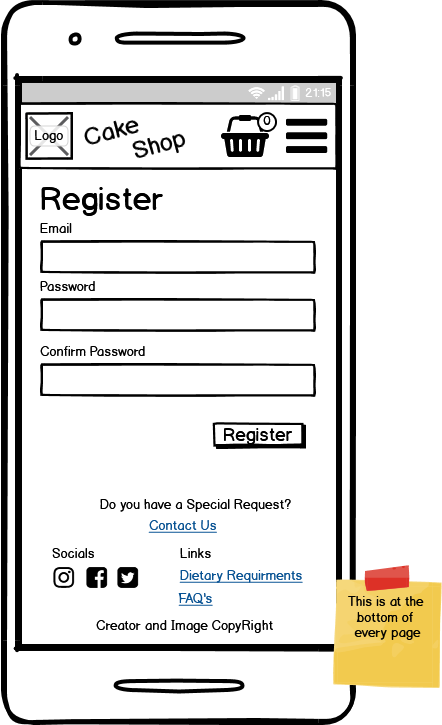 21:15
Logo
Cake
Shop
0
Register
Email
Password
Confirm Password
Register
Do you have a Special Request?
Contact Us
Socials
Links
Dietary Requirments
FAQ's
Creator and Image CopyRight
This is at the
bottom of
every page